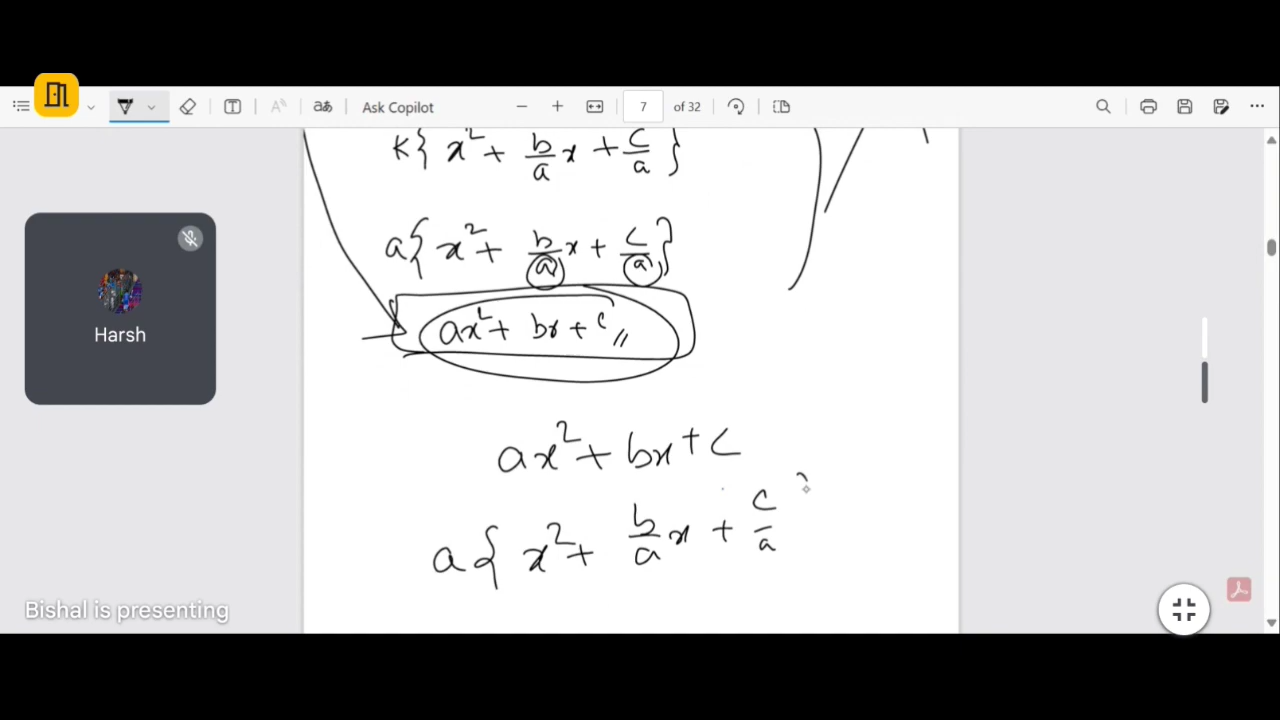 Ask Copilot
7 of 32
K{ x² + b/a x + c/a }
a{ x² + b/a x + c/a }
ax² + bx + c //
ax² + bx + c
a{ x² + b/a x + c/a }
Harsh
Bishal is presenting